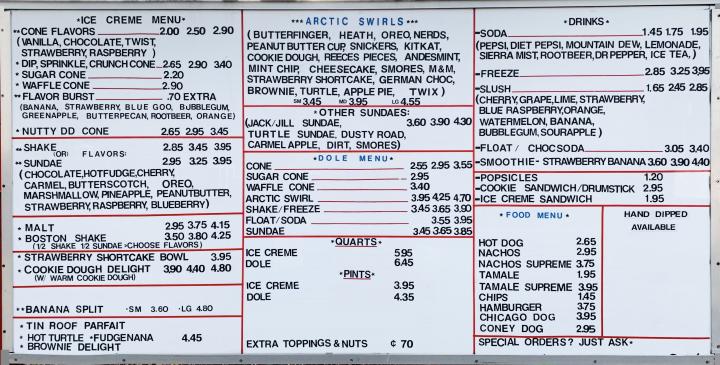 *ICE CREME MENU*
**CONE FLAVORS 2.00 2.50 2.90
(VANILLA, CHOCOLATE, TWIST,
STRAWBERRY, RASPBERRY)
*DIP, SPRINKLE, CRUNCH CONE 2.65 2.90 3.40
*SUGAR CONE 2.20
*WAFFLE CONE 2.90
**FLAVOR BURST .70 EXTRA
(BANANA, STRAWBERRY, BLUE GOO, BUBBLEGUM,
GREENAPPLE, BUTTERPECAN, ROOTBEER, ORANGE)
*NUTTY DD CONE 2.65 2.95 3.45
**SHAKE 2.85 3.45 3.95
(OR) FLAVORS:
**SUNDAE 2.95 3.25 3.95
(CHOCOLATE, HOTFUDGE, CHERRY,
CARMEL, BUTTERSCOTCH, OREO,
MARSHMALLOW, PINEAPPLE, PEANUTBUTTER,
STRAWBERRY, RASPBERRY, BLUEBERRY)
*MALT 2.95 3.75 4.15
*BOSTON SHAKE 3.50 3.80 4.25
(1/2 SHAKE 1/2 SUNDAE *CHOOSE FLAVORS)
*STRAWBERRY SHORTCAKE BOWL 3.95
*COOKIE DOUGH DELIGHT 3.90 4.40 4.80
(W/ WARM COOKIE DOUGH)
**BANANA SPLIT *SM 3.60 *LG 4.80
*TIN ROOF PARFAIT
*HOT TURTLE *FUDGENANA 4.45
*BROWNIE DELIGHT
***ARCTIC SWIRLS***
(BUTTERFINGER, HEATH, OREO, NERDS,
PEANUT BUTTER CUP, SNICKERS, KITKAT,
COOKIE DOUGH, REECES PIECES, ANDESMINT,
MINT CHIP, CHEESECAKE, SMORES, M&M,
STRAWBERRY SHORTCAKE, GERMAN CHOC,
BROWNIE, TURTLE, APPLE PIE, TWIX)
SM 3.45 MD 3.95 LG 4.55
*OTHER SUNDAES:
(JACK/JILL SUNDAE, 3.60 3.90 4.30
TURTLE SUNDAE, DUSTY ROAD,
CARMEL APPLE, DIRT, SMORES)
*DOLE MENU*
CONE 2.55 2.95 3.55
SUGAR CONE 2.95
WAFFLE CONE 3.40
ARCTIC SWIRL 3.95 4.25 4.70
SHAKE/FREEZE 3.45 3.65 3.90
FLOAT/SODA 3.55 3.95
SUNDAE 3.45 3.65 3.85
*QUARTS*
ICE CREME 5.95
DOLE 6.45
*PINTS*
ICE CREME 3.95
DOLE 4.35
EXTRA TOPPINGS & NUTS ¢ 70
*DRINKS*
SODA 1.45 1.75 1.95
(PEPSI, DIET PEPSI, MOUNTAIN DEW, LEMONADE,
SIERRA MIST, ROOTBEER, DR PEPPER, ICE TEA,)
FREEZE 2.85 3.25 3.95
SLUSH 1.65 2.45 2.85
(CHERRY, GRAPE, LIME, STRAWBERRY,
BLUE RASPBERRY, ORANGE,
WATERMELON, BANANA,
BUBBLEGUM, SOURAPPLE)
FLOAT/ CHOC SODA 3.05 3.40
SMOOTHIE- STRAWBERRY BANANA 3.60 3.90 4.40
POPSICLES 1.20
COOKIE SANDWICH/DRUMSTICK 2.95
ICE CREME SANDWICH 1.95
*FOOD MENU*
HOT DOG 2.65
NACHOS 2.95
NACHOS SUPREME 3.75
TAMALE 1.95
TAMALE SUPREME 3.95
CHIPS 1.45
HAMBURGER 3.75
CHICAGO DOG 3.95
CONEY DOG 2.95
HAND DIPPED
AVAILABLE
SPECIAL ORDERS? JUST ASK*